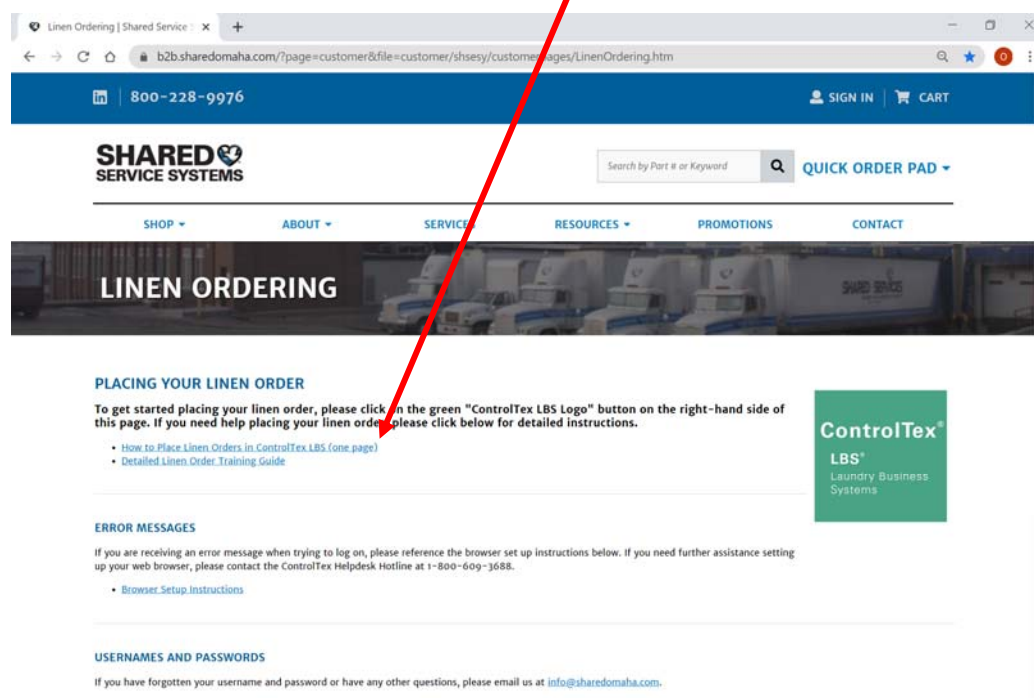 Linen Ordering | Shared Service
b2b.sharedomaha.com/?page=customer&file=customer/shsesy/customerpages/LinenOrdering.htm
O
in 800-228-9976
SIGN IN | CART
SHARED
SERVICE SYSTEMS
Search by Part # or Keyword
QUICK ORDER PAD
SHOP ABOUT SERVICES RESOURCES PROMOTIONS CONTACT
LINEN ORDERING
SHARED SERVICES
PLACING YOUR LINEN ORDER
To get started placing your linen order, please click on the green "ControlTex LBS Logo" button on the right-hand side of
this page. If you need help placing your linen order please click below for detailed instructions.
• How to Place Linen Orders in ControlTex LBS (one page)
• Detailed Linen Order Training Guide
ControlTex®
LBS®
Laundry Business
Systems
ERROR MESSAGES
If you are receiving an error message when trying to log on, please reference the browser set up instructions below. If you need further assistance setting
up your web browser, please contact the ControlTex Helpdesk Hotline at 1-800-609-3688.
• Browser Setup Instructions
USERNAMES AND PASSWORDS
If you have forgotten your username and password or have any other questions, please email us at info@sharedomaha.com.